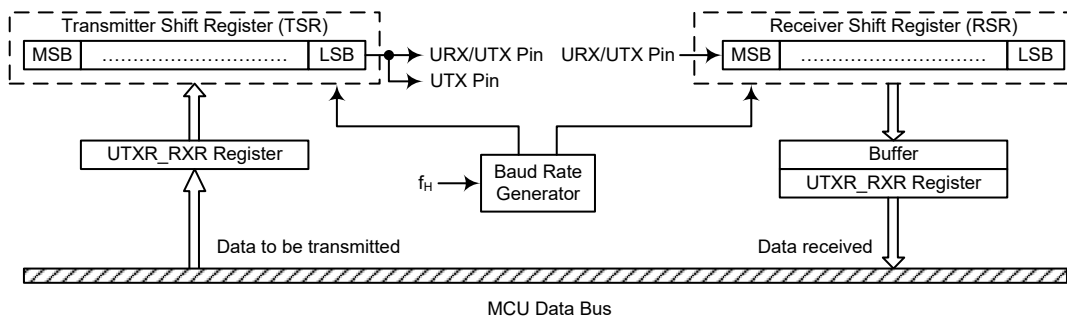 Transmitter Shift Register (TSR)
MSB ................................ LSB
URX/UTX Pin
UTX Pin
Receiver Shift Register (RSR)
URX/UTX Pin
MSB ................................ LSB
UTXR_RXR Register
Baud Rate
Generator
fH
Buffer
UTXR_RXR Register
Data to be transmitted
Data received
MCU Data Bus